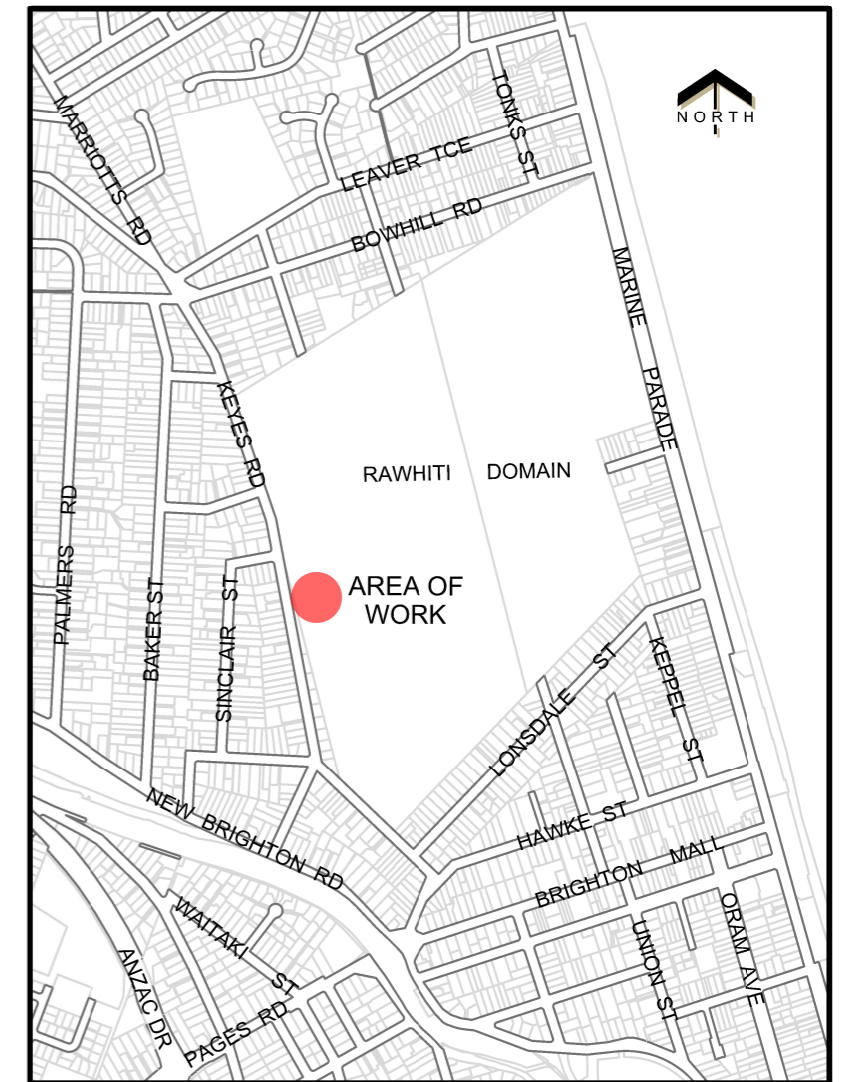 NORTH
TONKS ST
MARRIOTTS RD
LEAVER TCE
BOWHILL RD
MARINE PARADE
KEYES RD
RAWHITI DOMAIN
PALMERS RD
BAKER ST
SINCLAIR ST
AREA OF
WORK
LONSDALE ST
KEPPEL ST
NEW BRIGHTON RD
HAWKE ST
BRIGHTON MALL
WAITAKI ST
ANZAC DR
PAGES RD
UNION ST
ORAM AVE